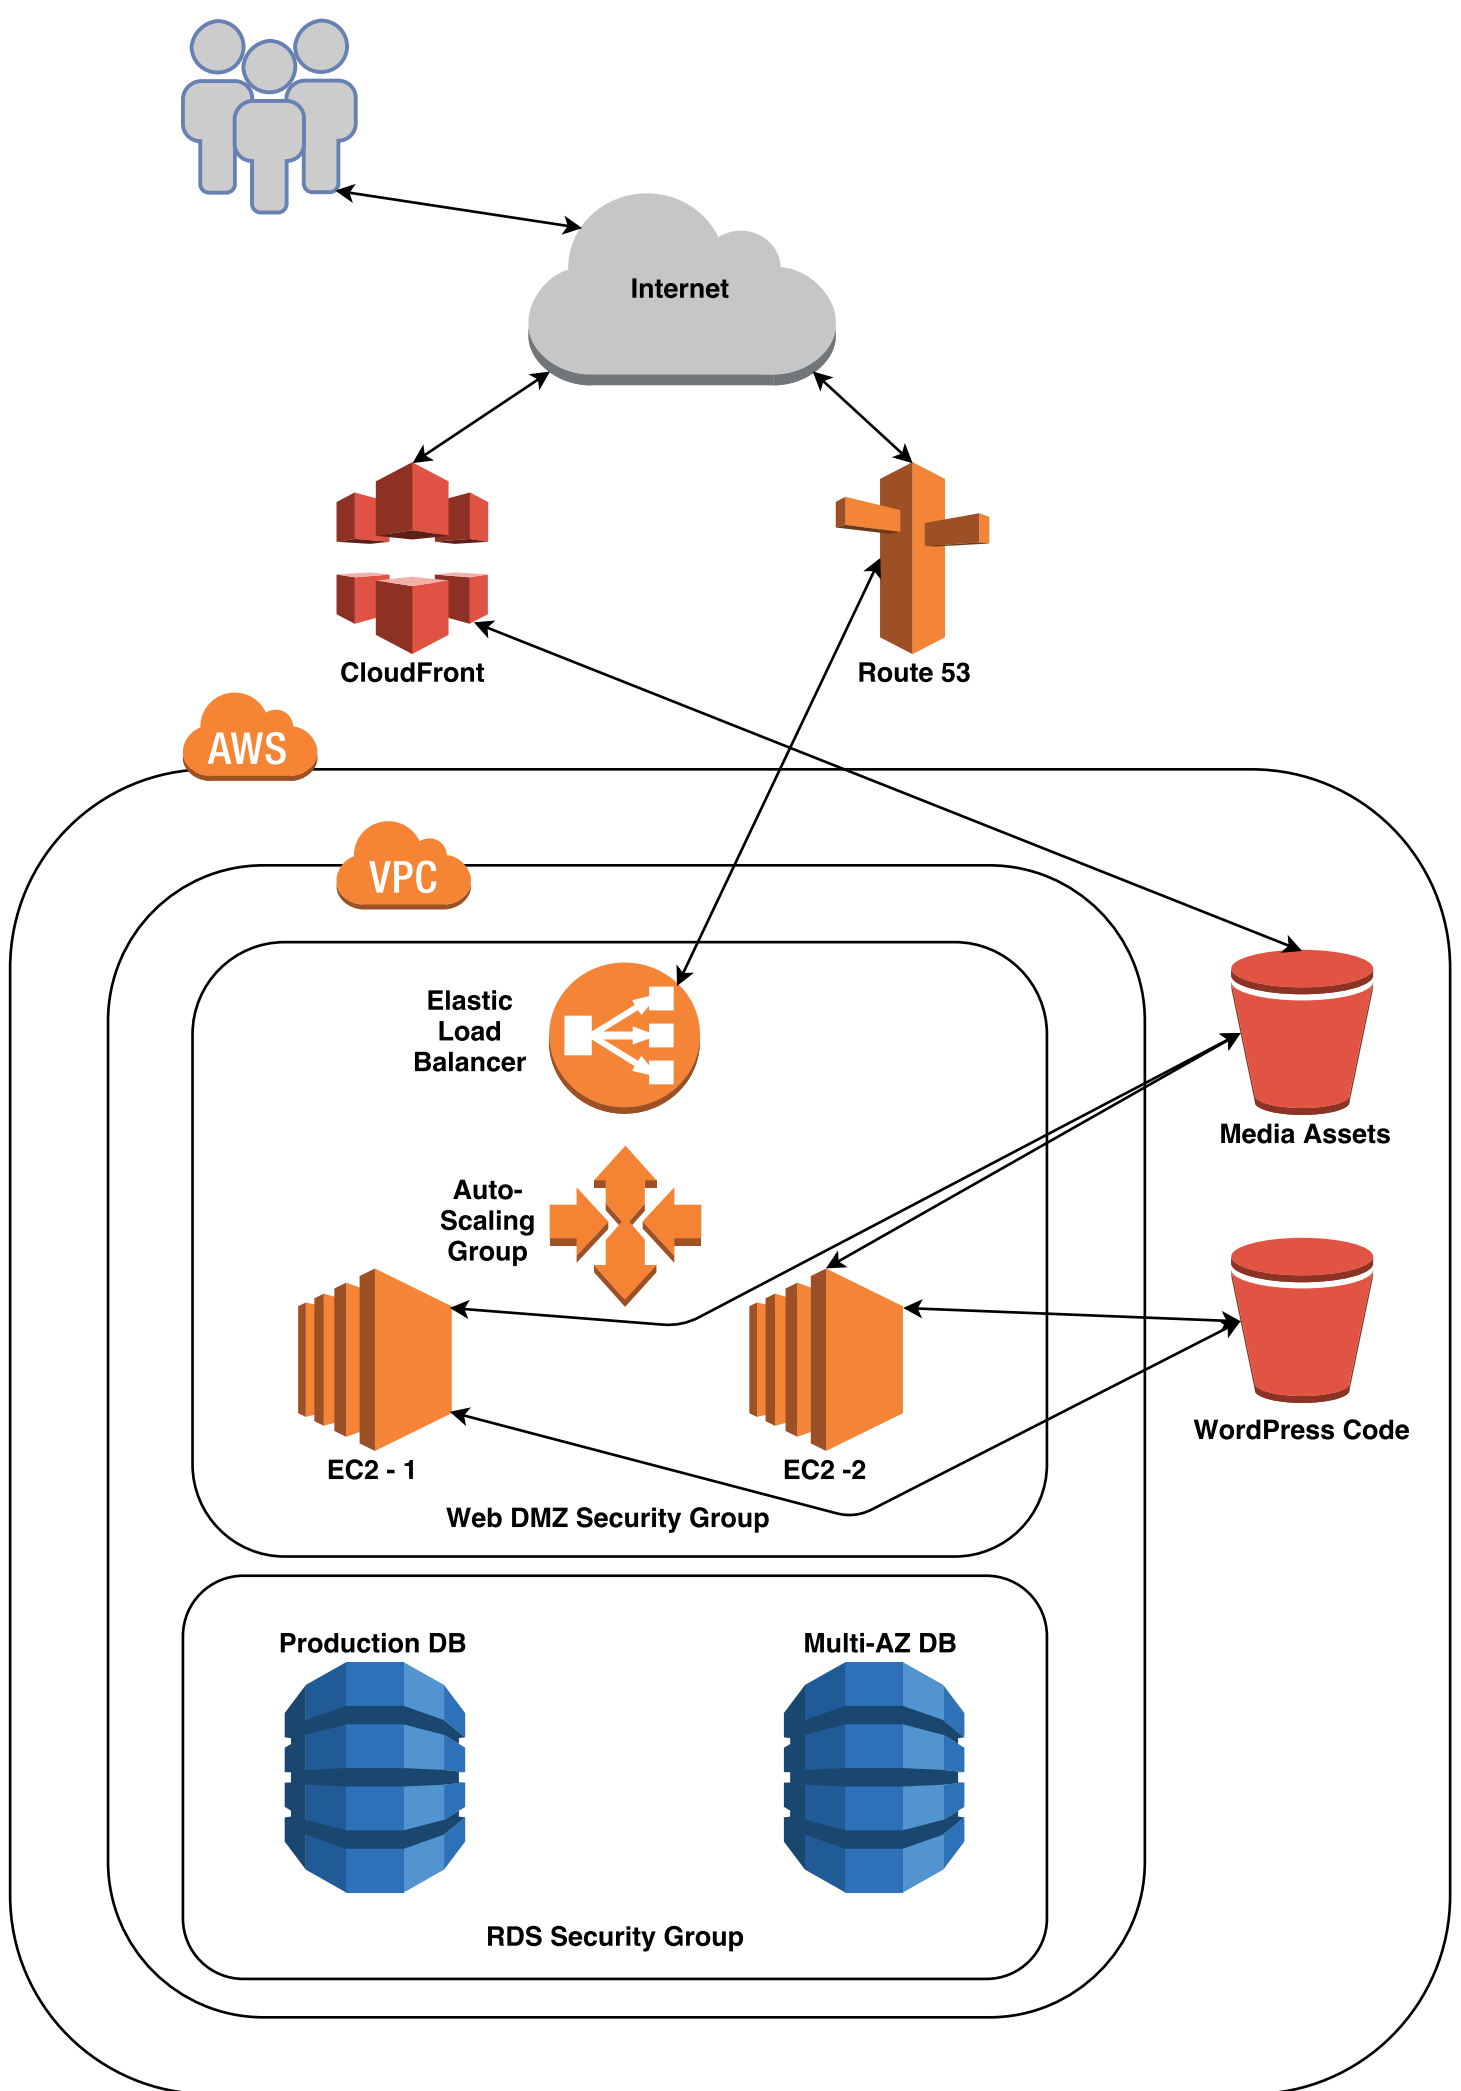 Internet
CloudFront
Route 53
AWS
VPC
Elastic
Load
Balancer
Media Assets
Auto-
Scaling
Group
WordPress Code
EC2 - 1
EC2 -2
Web DMZ Security Group
Production DB
Multi-AZ DB
RDS Security Group